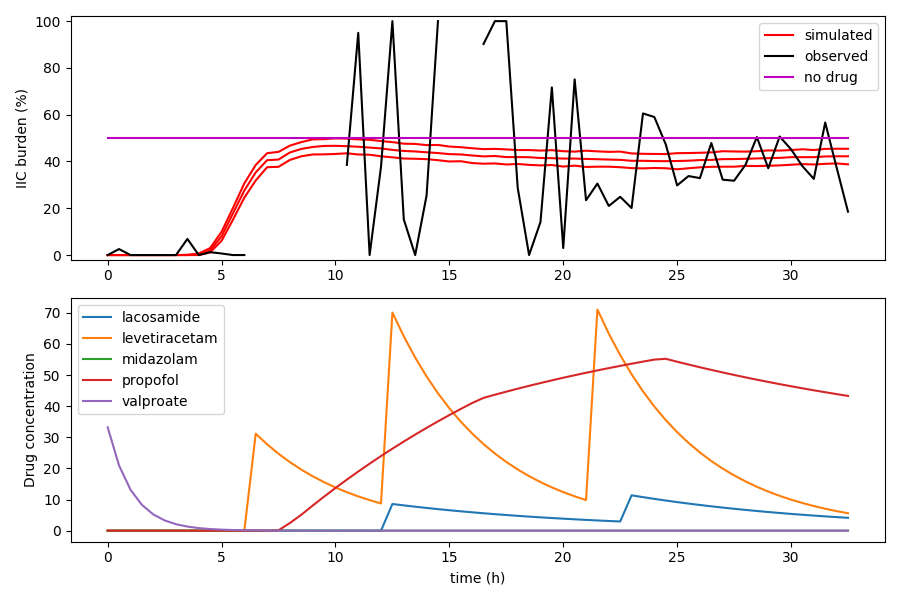 100
80
60
40
20
0
IIC burden (%)
simulated
observed
no drug
0 5 10 15 20 25 30
70
60
50
40
30
20
10
0
Drug concentration
lacosamide
levetiracetam
midazolam
propofol
valproate
0 5 10 15 20 25 30
time (h)